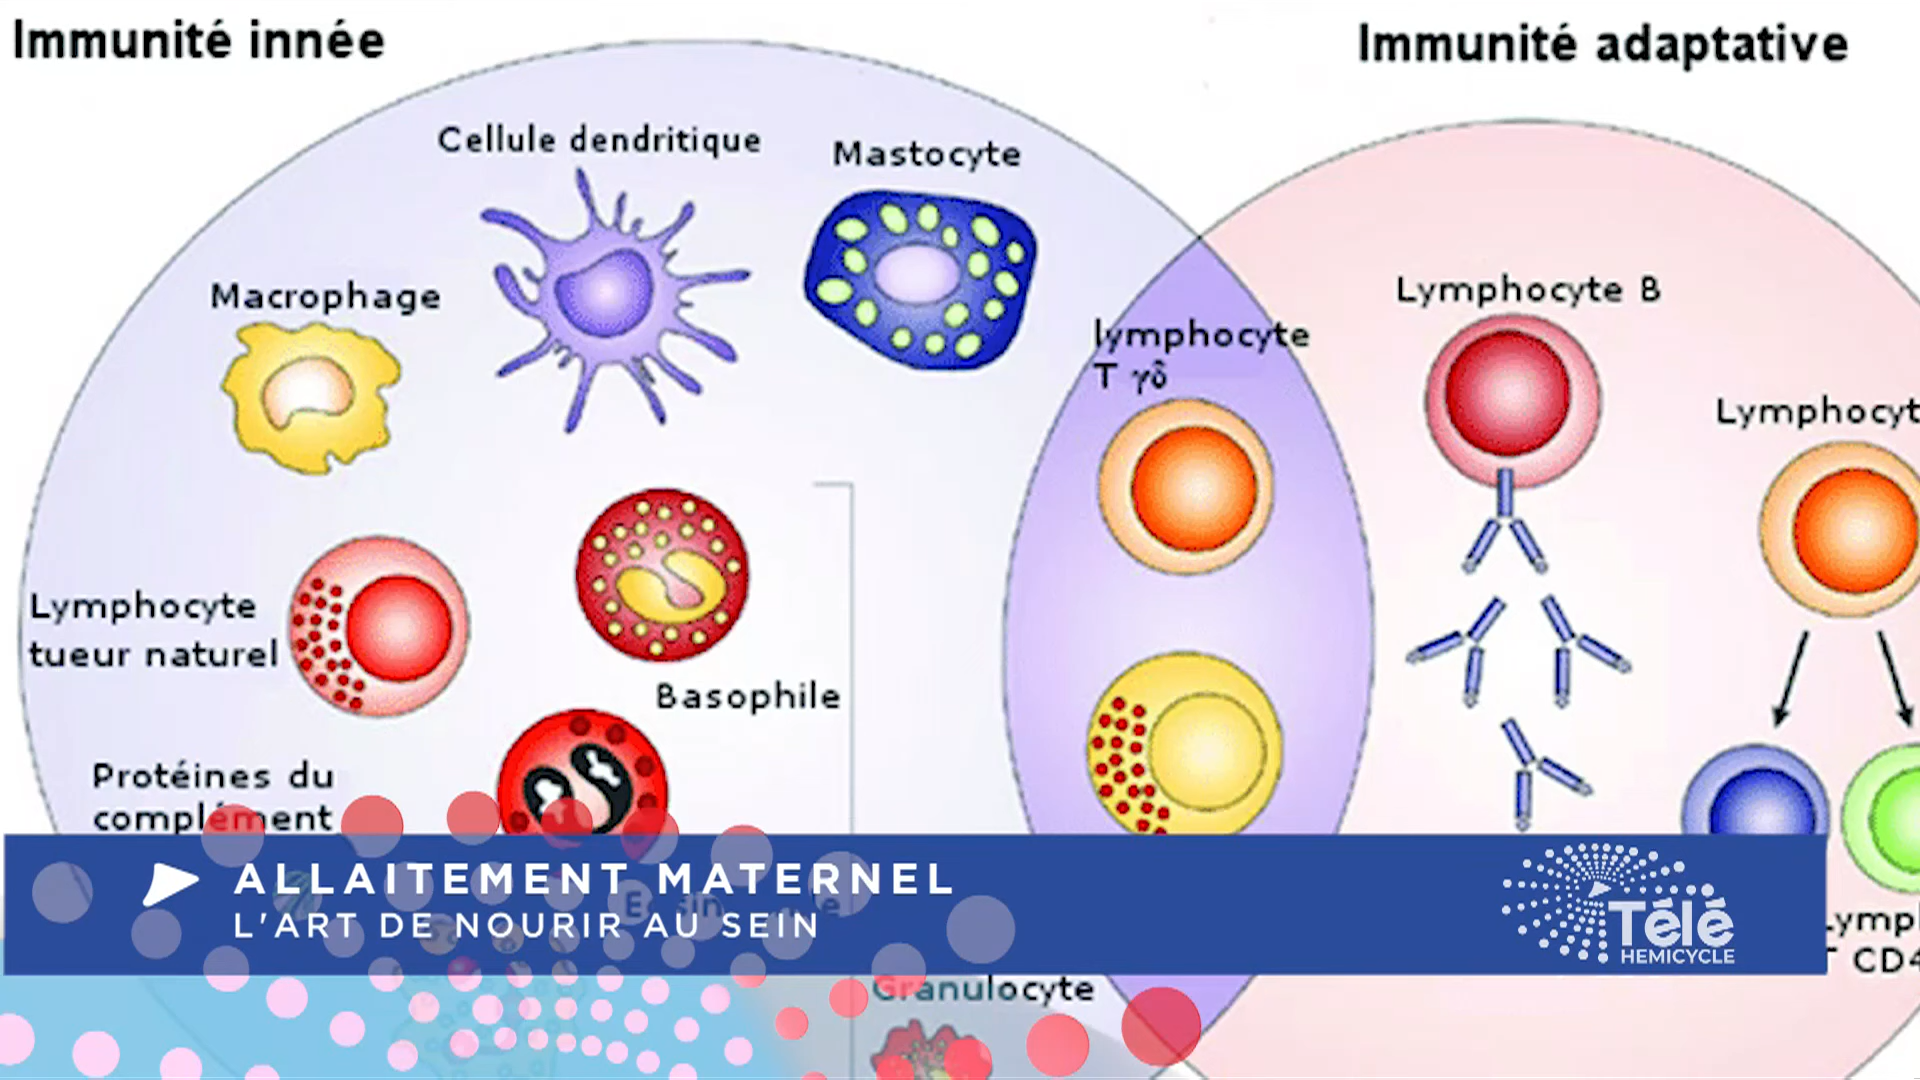 Immunité innée
Immunité adaptative
Cellule dendritique
Mastocyte
Macrophage
Lymphocyte B
lymphocyte
T γδ
Lymphocyt
Lymphocyte
tueur naturel
Basophile
Protéines du
complément
ALLAITEMENT MATERNEL
L'ART DE NOURIR AU SEIN
Télé
HEMICYCLE
T CD4
Granulocyte